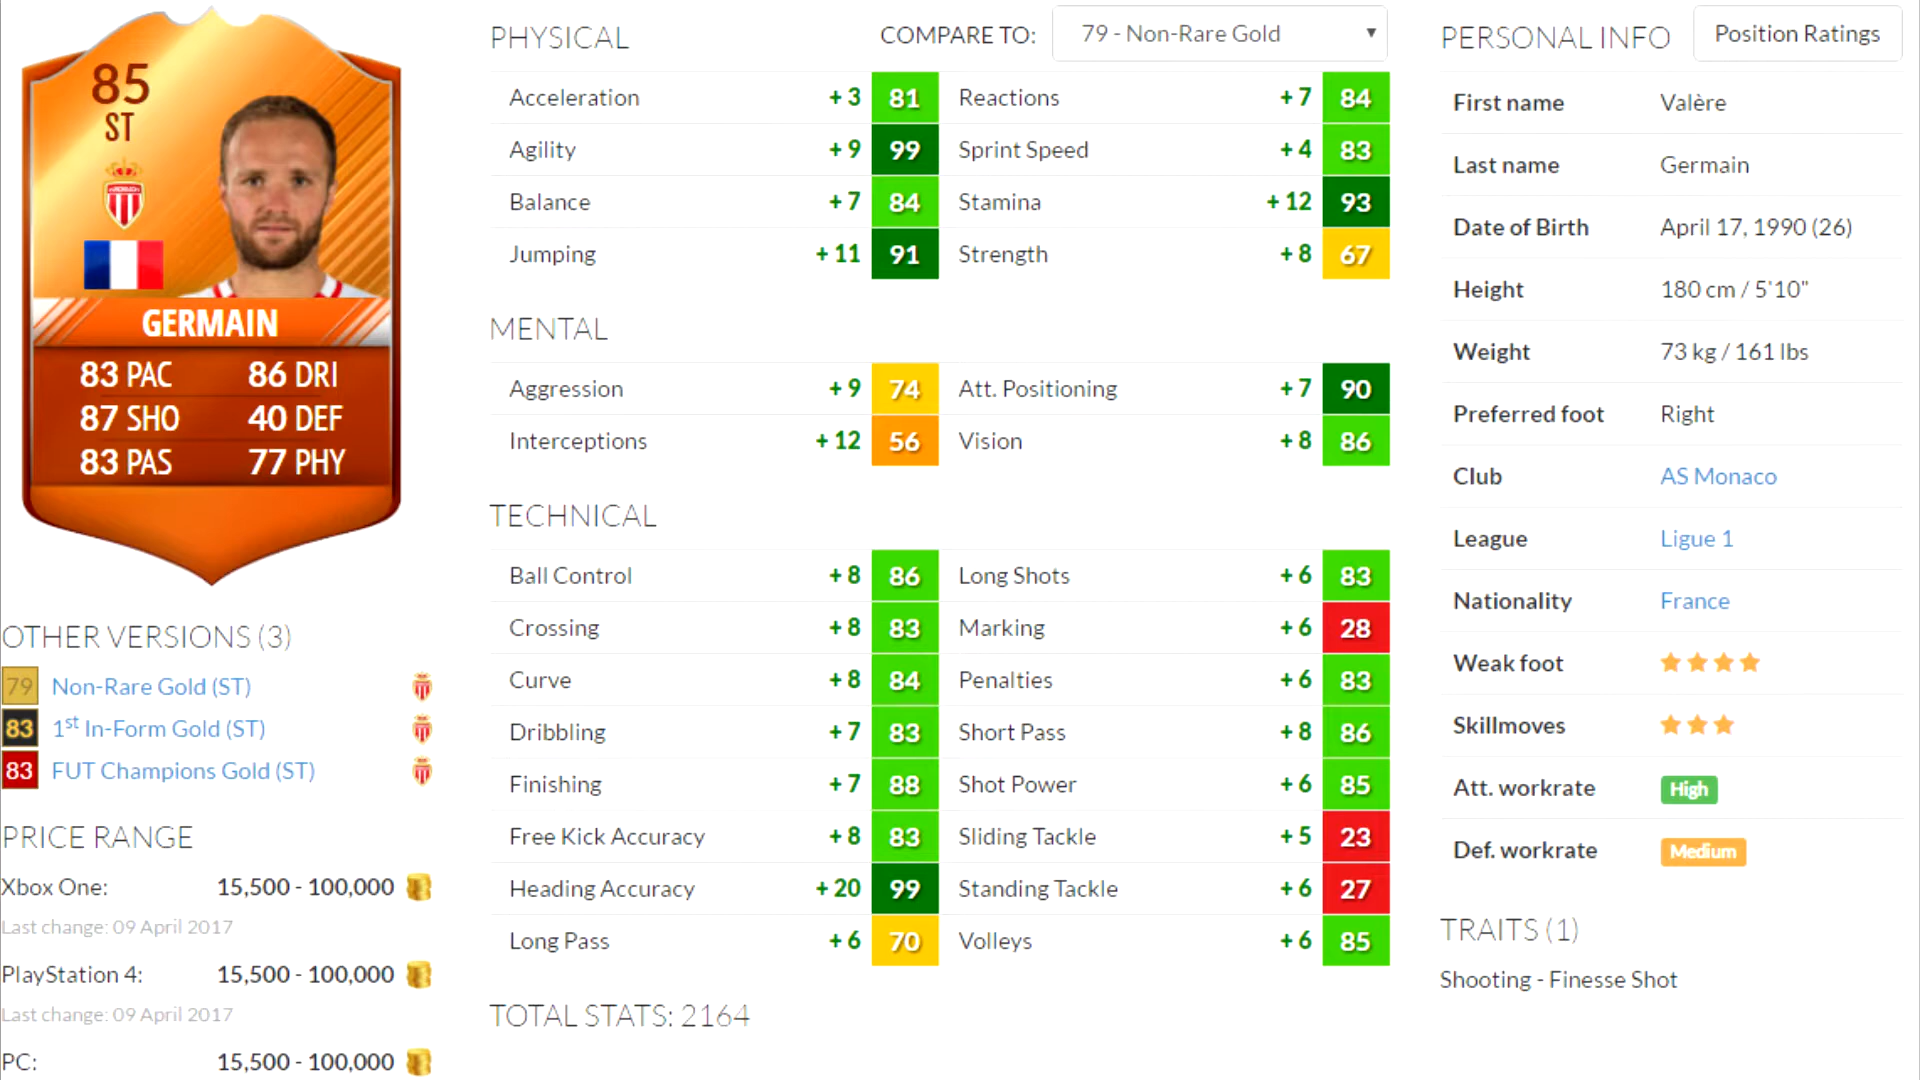 85
ST
GERMAIN
83 PAC 86 DRI
87 SHO 40 DEF
83 PAS 77 PHY
OTHER VERSIONS (3)
79 Non-Rare Gold (ST)
83 1st In-Form Gold (ST)
83 FUT Champions Gold (ST)
PRICE RANGE
Xbox One: 15,500 - 100,000
Last change: 09 April 2017
PlayStation 4: 15,500 - 100,000
Last change: 09 April 2017
PC: 15,500 - 100,000
PHYSICAL COMPARE TO: 79 - Non-Rare Gold
Acceleration + 3 81 Reactions + 7 84
Agility + 9 99 Sprint Speed + 4 83
Balance + 7 84 Stamina + 12 93
Jumping + 11 91 Strength + 8 67
MENTAL
Aggression + 9 74 Att. Positioning + 7 90
Interceptions + 12 56 Vision + 8 86
TECHNICAL
Ball Control + 8 86 Long Shots + 6 83
Crossing + 8 83 Marking + 6 28
Curve + 8 84 Penalties + 6 83
Dribbling + 7 83 Short Pass + 8 86
Finishing + 7 88 Shot Power + 6 85
Free Kick Accuracy + 8 83 Sliding Tackle + 5 23
Heading Accuracy + 20 99 Standing Tackle + 6 27
Long Pass + 6 70 Volleys + 6 85
TOTAL STATS: 2164
PERSONAL INFO Position Ratings
First name Valère
Last name Germain
Date of Birth April 17, 1990 (26)
Height 180 cm / 5'10"
Weight 73 kg / 161 lbs
Preferred foot Right
Club AS Monaco
League Ligue 1
Nationality France
Weak foot
Skillmoves
Att. workrate High
Def. workrate Medium
TRAITS (1)
Shooting - Finesse Shot